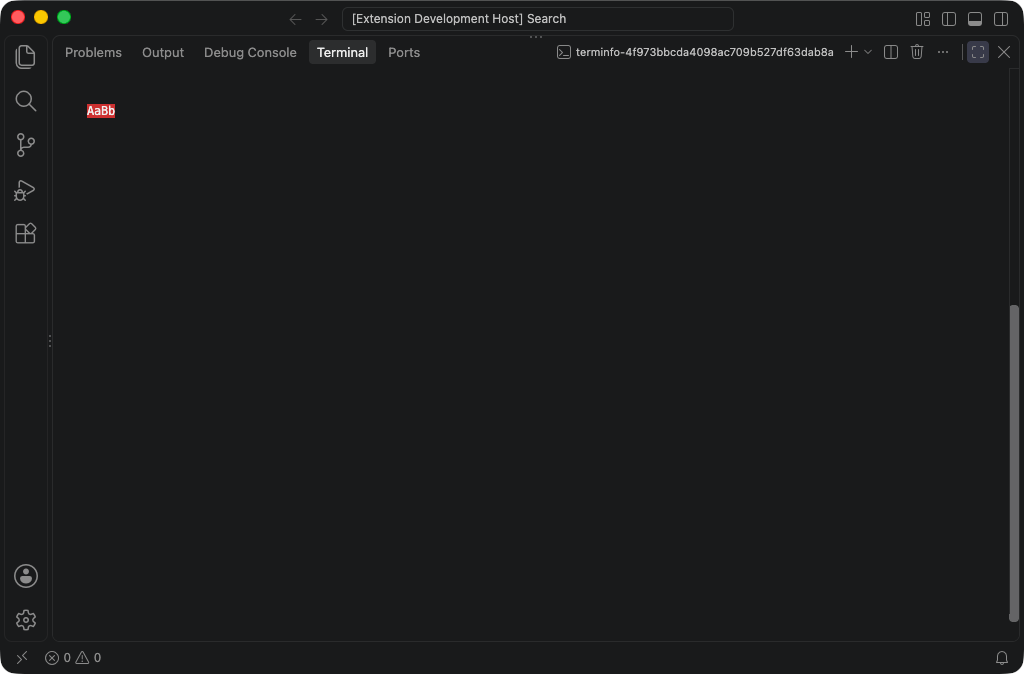 [Extension Development Host] Search
Problems Output Debug Console Terminal Ports
terminfo-4f973bbcda4098ac709b527df63dab8a
AaBb
0 0